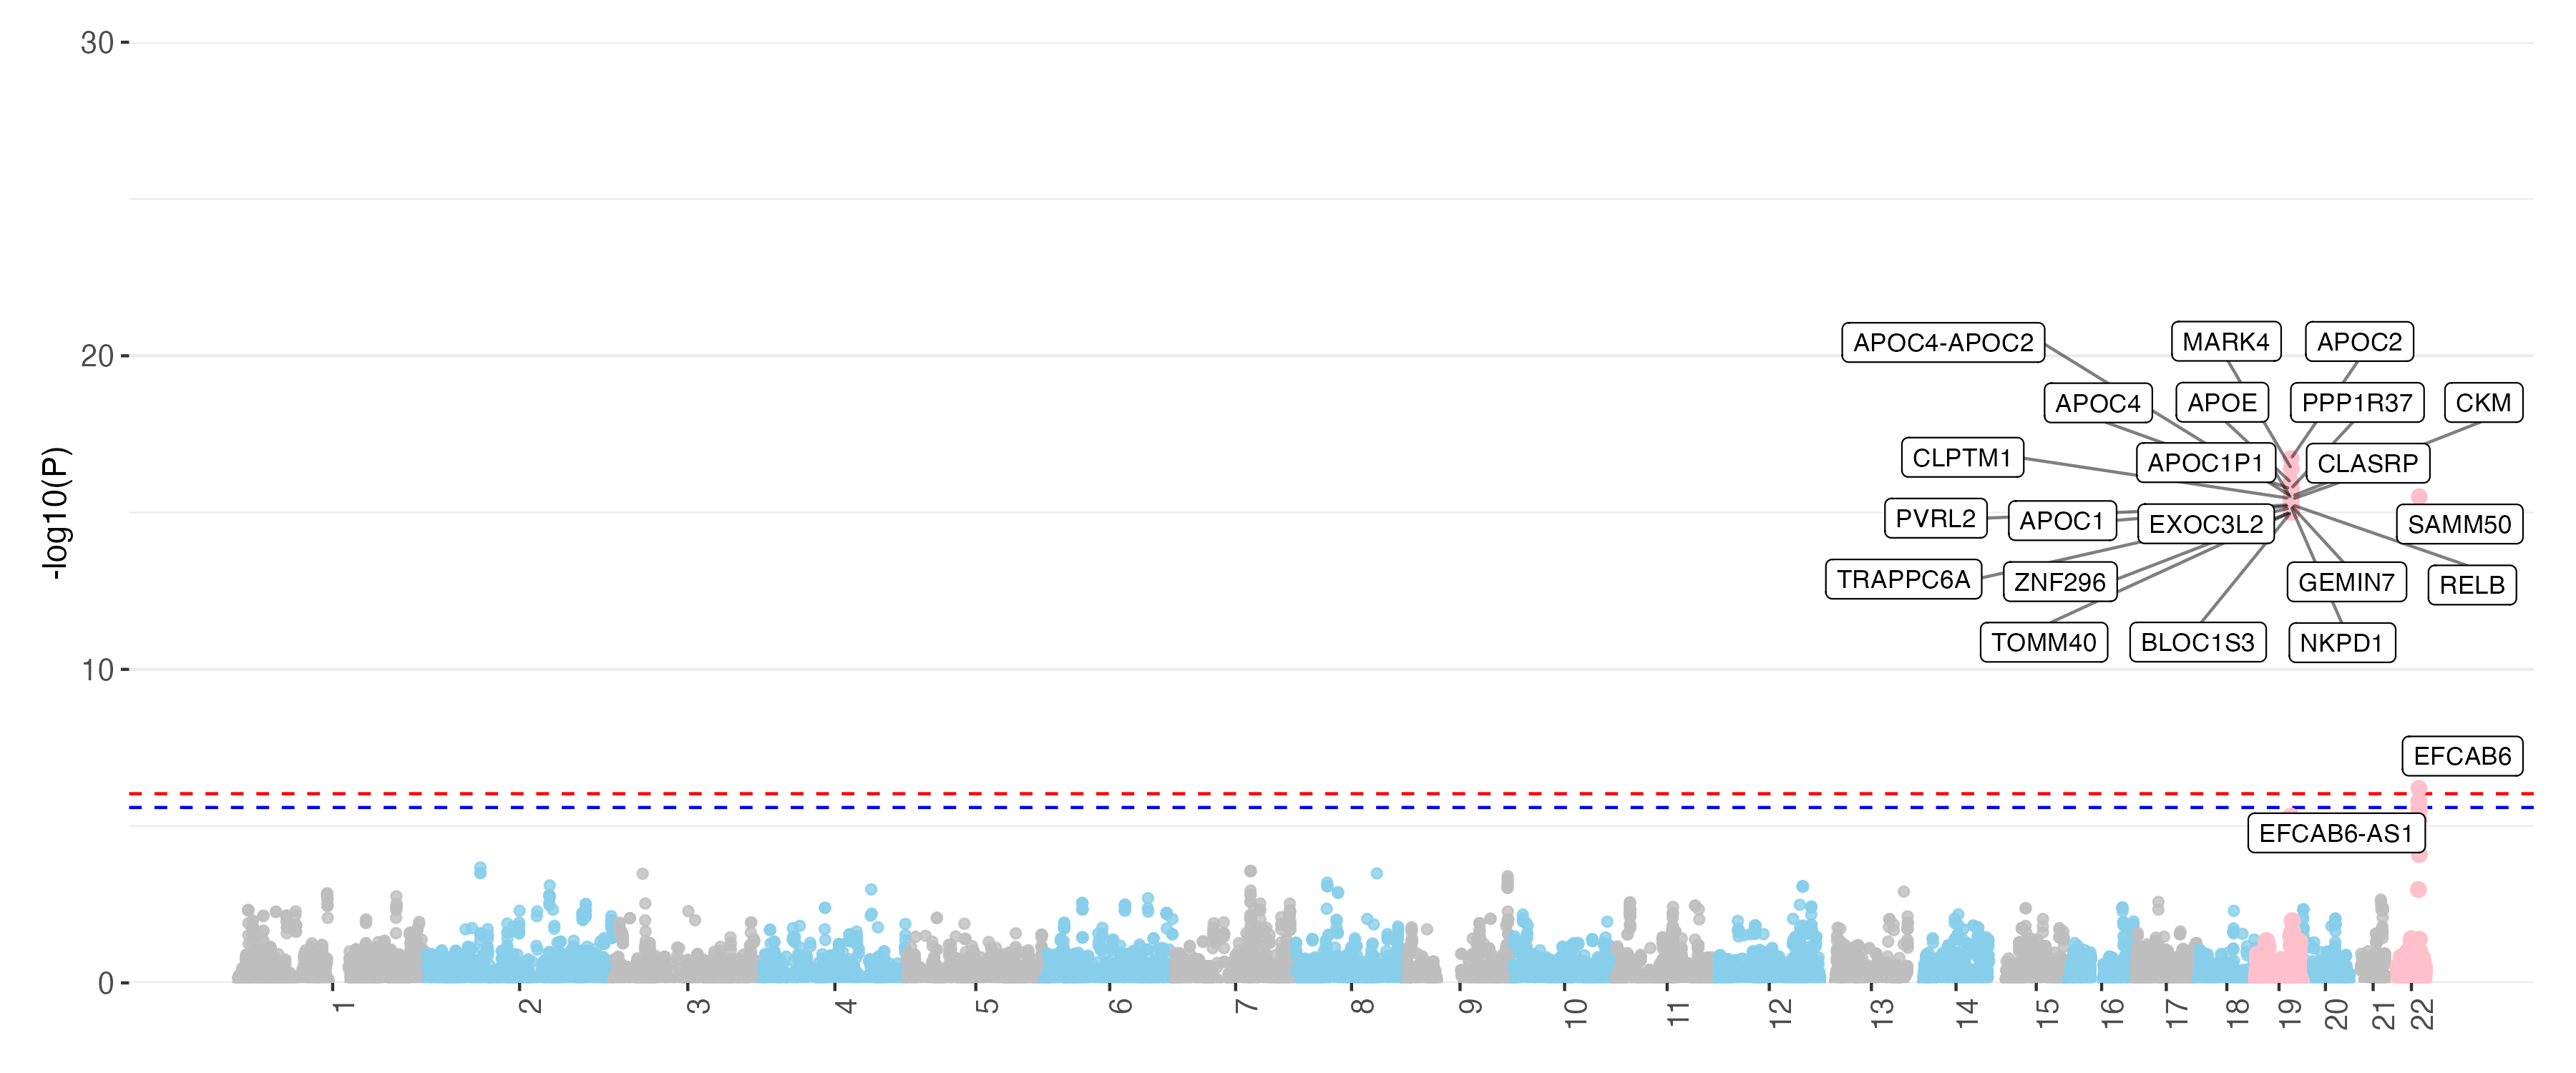 30
20
10
0
-log10(P)
APOC4-APOC2
MARK4
APOC2
APOC4
APOE
PPP1R37
CKM
CLPTM1
APOC1P1
CLASRP
PVRL2
APOC1
EXOC3L2
SAMM50
TRAPPC6A
ZNF296
GEMIN7
RELB
TOMM40
BLOC1S3
NKPD1
EFCAB6
EFCAB6-AS1
1
2
3
4
5
6
7
8
9
10
11
12
13
14
15
16
17
18
19
20
21
22